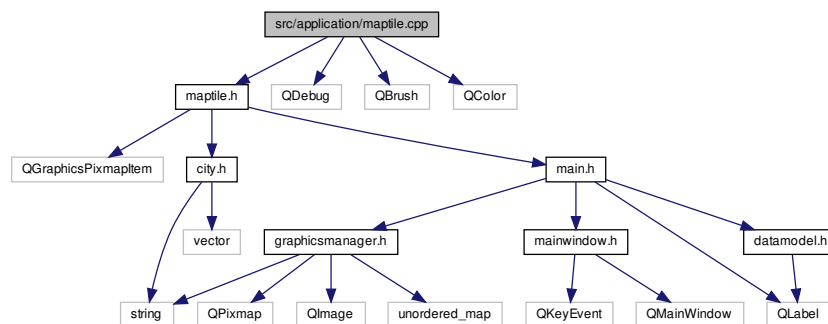 src/application/maptile.cpp
maptile.h
QDebug
QBrush
QColor
QGraphicsPixmapItem
city.h
main.h
vector
graphicsmanager.h
mainwindow.h
datamodel.h
string
QPixmap
QImage
unordered_map
QKeyEvent
QMainWindow
QLabel